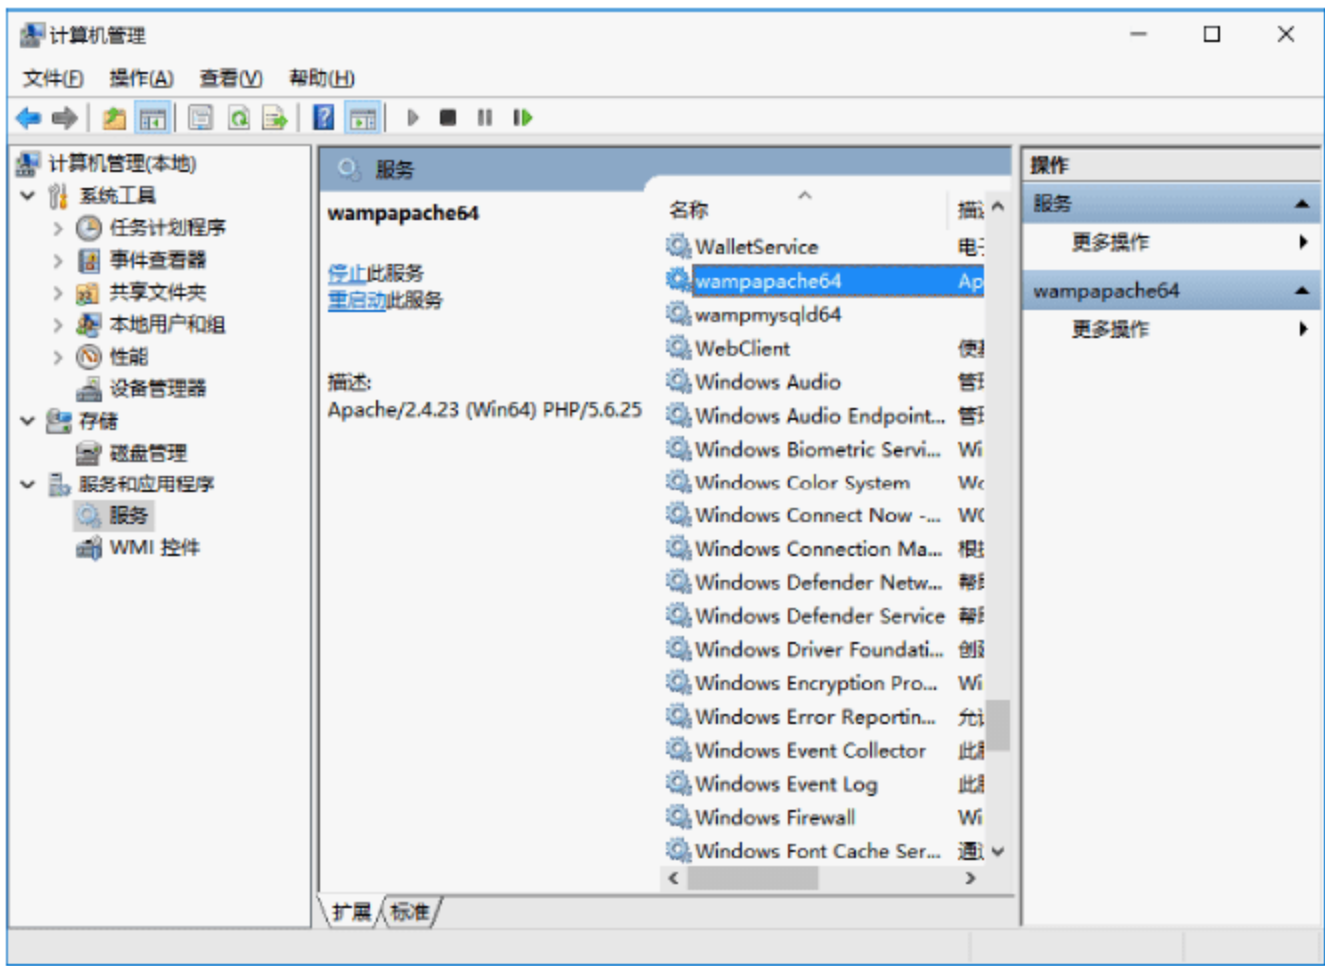 计算机管理
文件(F) 操作(A) 查看(V) 帮助(H)
计算机管理(本地)
系统工具
任务计划程序
事件查看器
共享文件夹
本地用户和组
性能
设备管理器
存储
磁盘管理
服务和应用程序
服务
WMI 控件
服务
wampapache64
停止此服务
重启动此服务
描述:
Apache/2.4.23 (Win64) PHP/5.6.25
名称
WalletService
wampapache64 Ap
wampmysqld64
WebClient
Windows Audio
Windows Audio Endpoint...
Windows Biometric Servi... Wi
Windows Color System
Windows Connect Now -...
Windows Connection Ma...
Windows Defender Netw...
Windows Defender Service
Windows Driver Foundati...
Windows Encryption Pro... Wi
Windows Error Reportin...
Windows Event Collector
Windows Event Log
Windows Firewall Wi
Windows Font Cache Ser...
扩展 标准
操作
服务
更多操作
wampapache64
更多操作